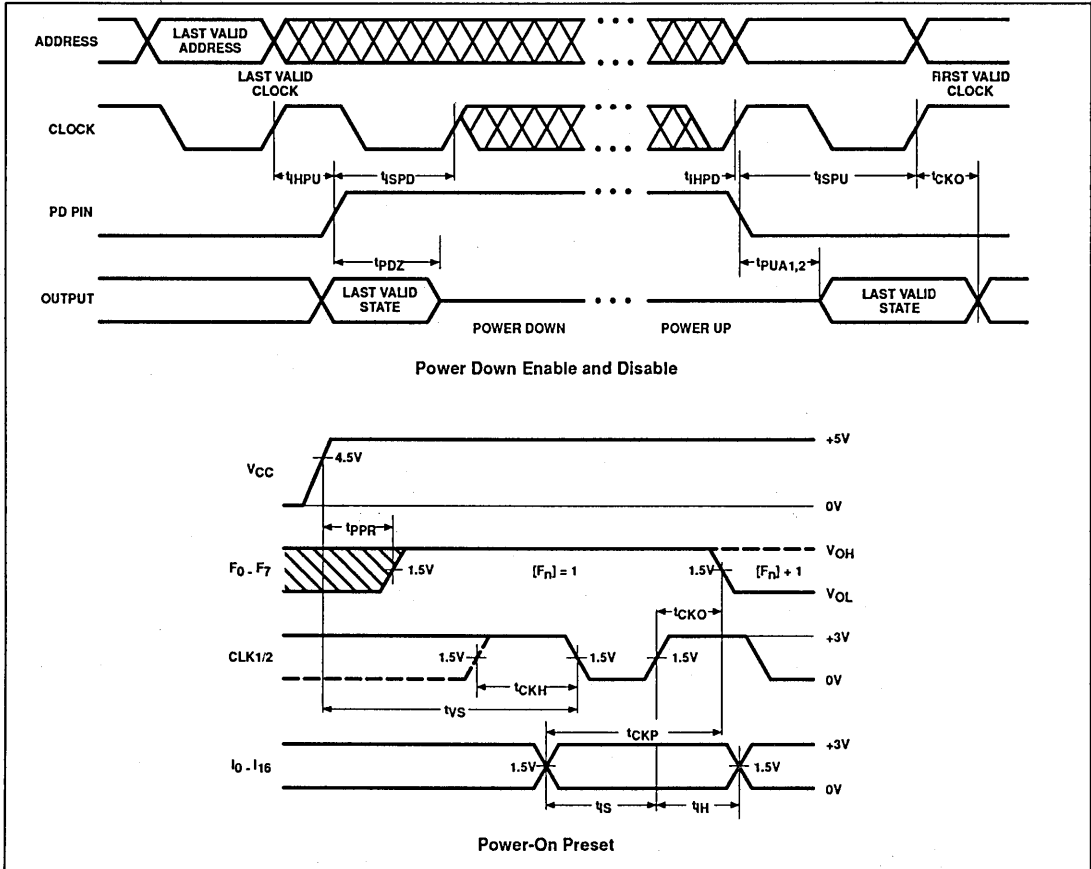 ADDRESS
LAST VALID
ADDRESS
LAST VALID
CLOCK
FIRST VALID
CLOCK
CLOCK
tIHPU
tISPD
tIHPD
tISPU
tCKO
PD PIN
tPDZ
tPUA1,2
OUTPUT
LAST VALID
STATE
LAST VALID
STATE
POWER DOWN
POWER UP
Power Down Enable and Disable
+5V
VCC
4.5V
0V
tPPR
VOH
F0 - F7
1.5V
[Fn] = 1
1.5V
[Fn] + 1
VOL
tCKO
+3V
CLK1/2
1.5V
1.5V
1.5V
0V
tCKH
tVS
tCKP
+3V
I0 - I16
1.5V
1.5V
0V
tIS
tIH
Power-On Preset